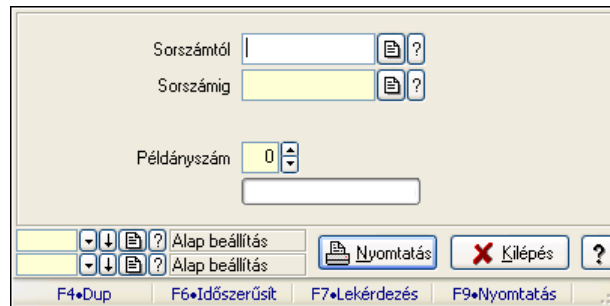 Sorszámtól ?
Sorszámig ?
Példányszám 0
? Alap beállítás
? Alap beállítás
Nyomtatás Kilépés ?
F4•Dup F6•Időszerűsít F7•Lekérdezés F9•Nyomtatás